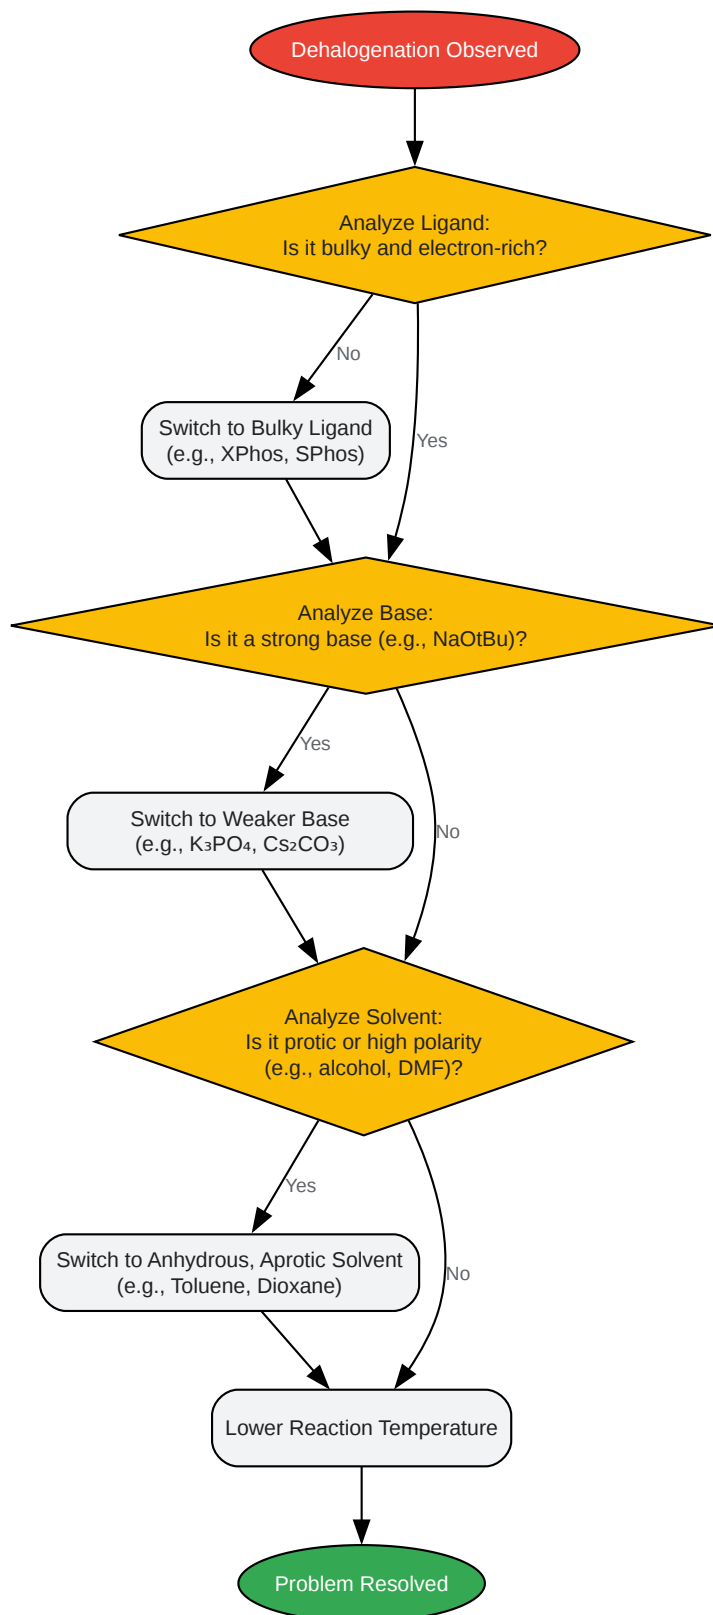 Dehalogenation Observed
Analyze Ligand:
Is it bulky and electron-rich?
No
Switch to Bulky Ligand
(e.g., XPhos, SPhos)
Yes
Analyze Base:
Is it a strong base (e.g., NaOtBu)?
Yes
Switch to Weaker Base
(e.g., K₃PO₄, Cs₂CO₃)
No
Analyze Solvent:
Is it protic or high polarity
(e.g., alcohol, DMF)?
Yes
Switch to Anhydrous, Aprotic Solvent
(e.g., Toluene, Dioxane)
No
Lower Reaction Temperature
Problem Resolved